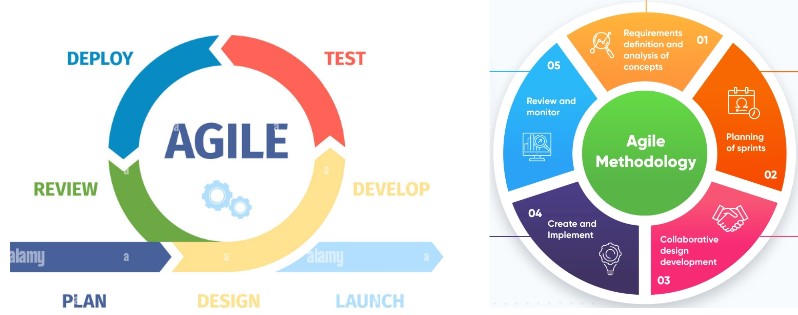 DEPLOY
TEST
AGILE
REVIEW
DEVELOP
PLAN
DESIGN
LAUNCH
alamy
a
a
alamy
a
a
a
a
a
Requirements
definition and
analysis of
concepts
01
Planning
of sprints
02
Collaborative
design
development
03
04
Create and
Implement
05
Review and
monitor
Agile
Methodology